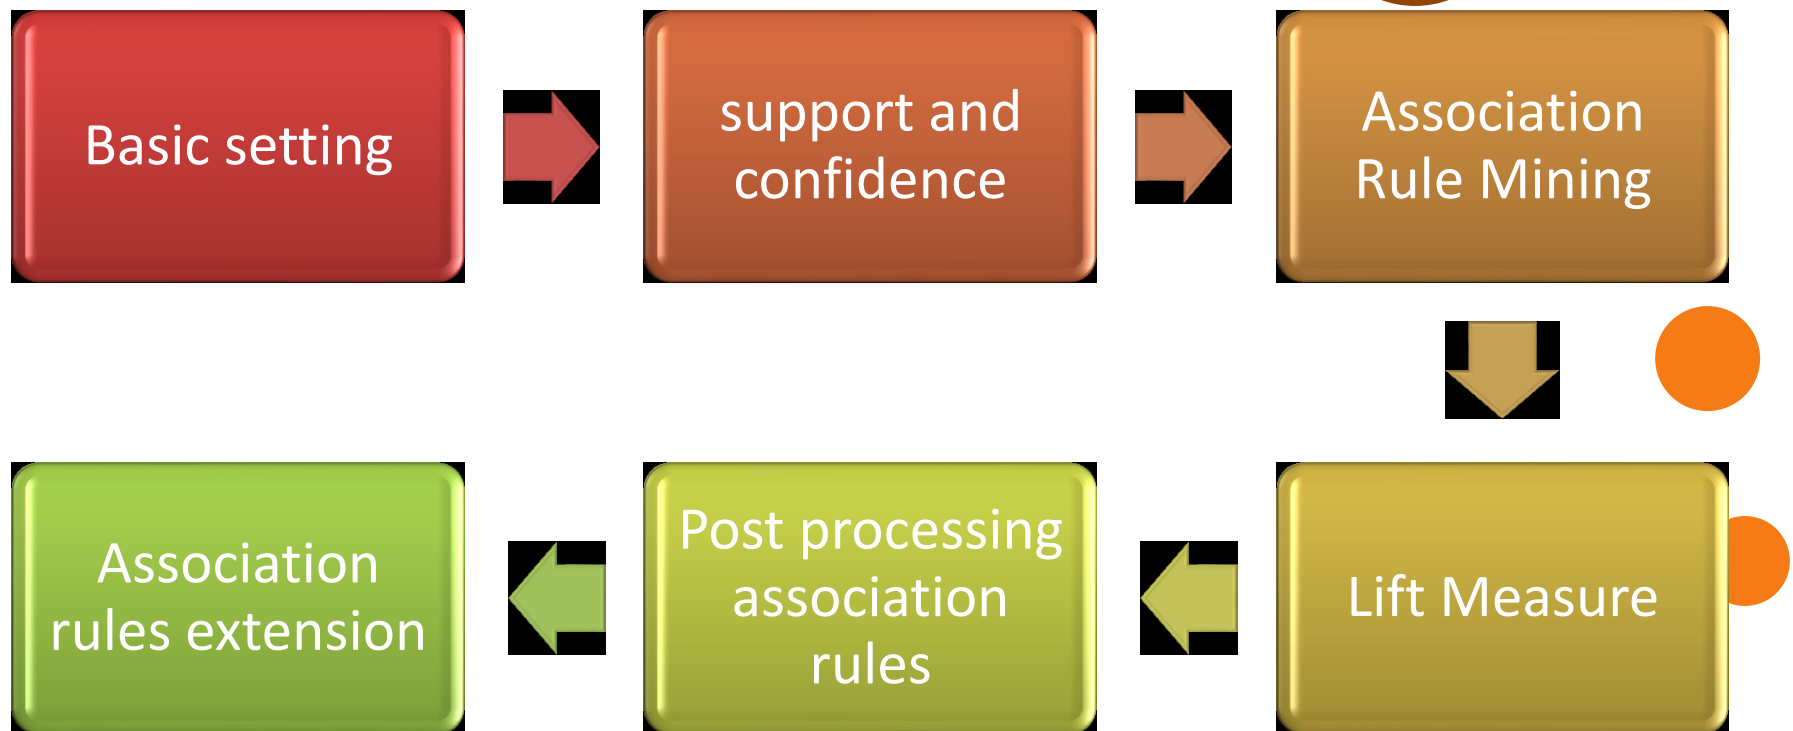 Basic setting
support and
confidence
Association
Rule Mining
Lift Measure
Post processing
association
rules
Association
rules extension